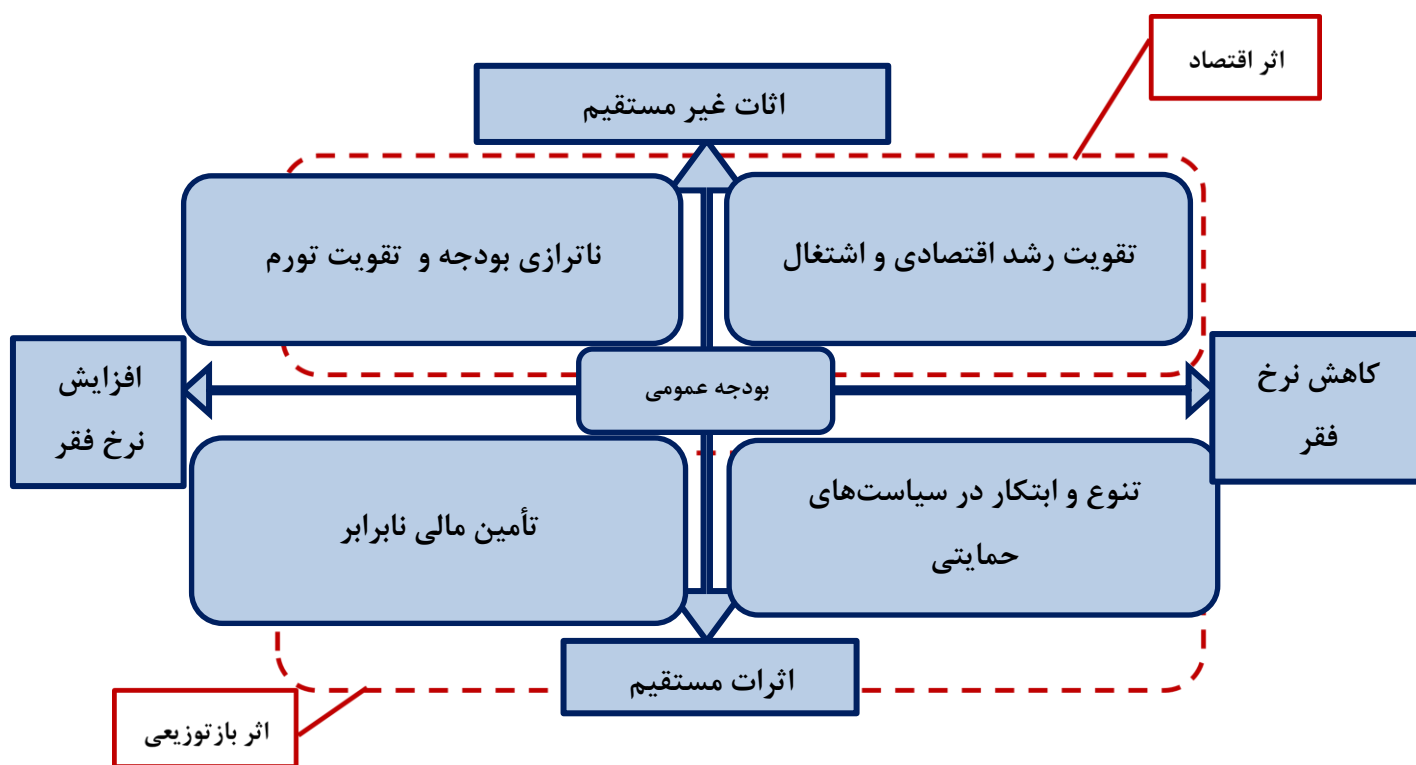 اثر اقتصاد
اثات غیر مستقیم
تقویت رشد اقتصادی و اشتغال
ناترازی بودجه و تقویت تورم
کاهش نرخ
فقر
بودجه عمومی
افزایش
نرخ فقر
تنوع و ابتکار در سیاست‌های
حمایتی
تأمین مالی نابرابر
اثرات مستقیم
اثر بازتوزیعی